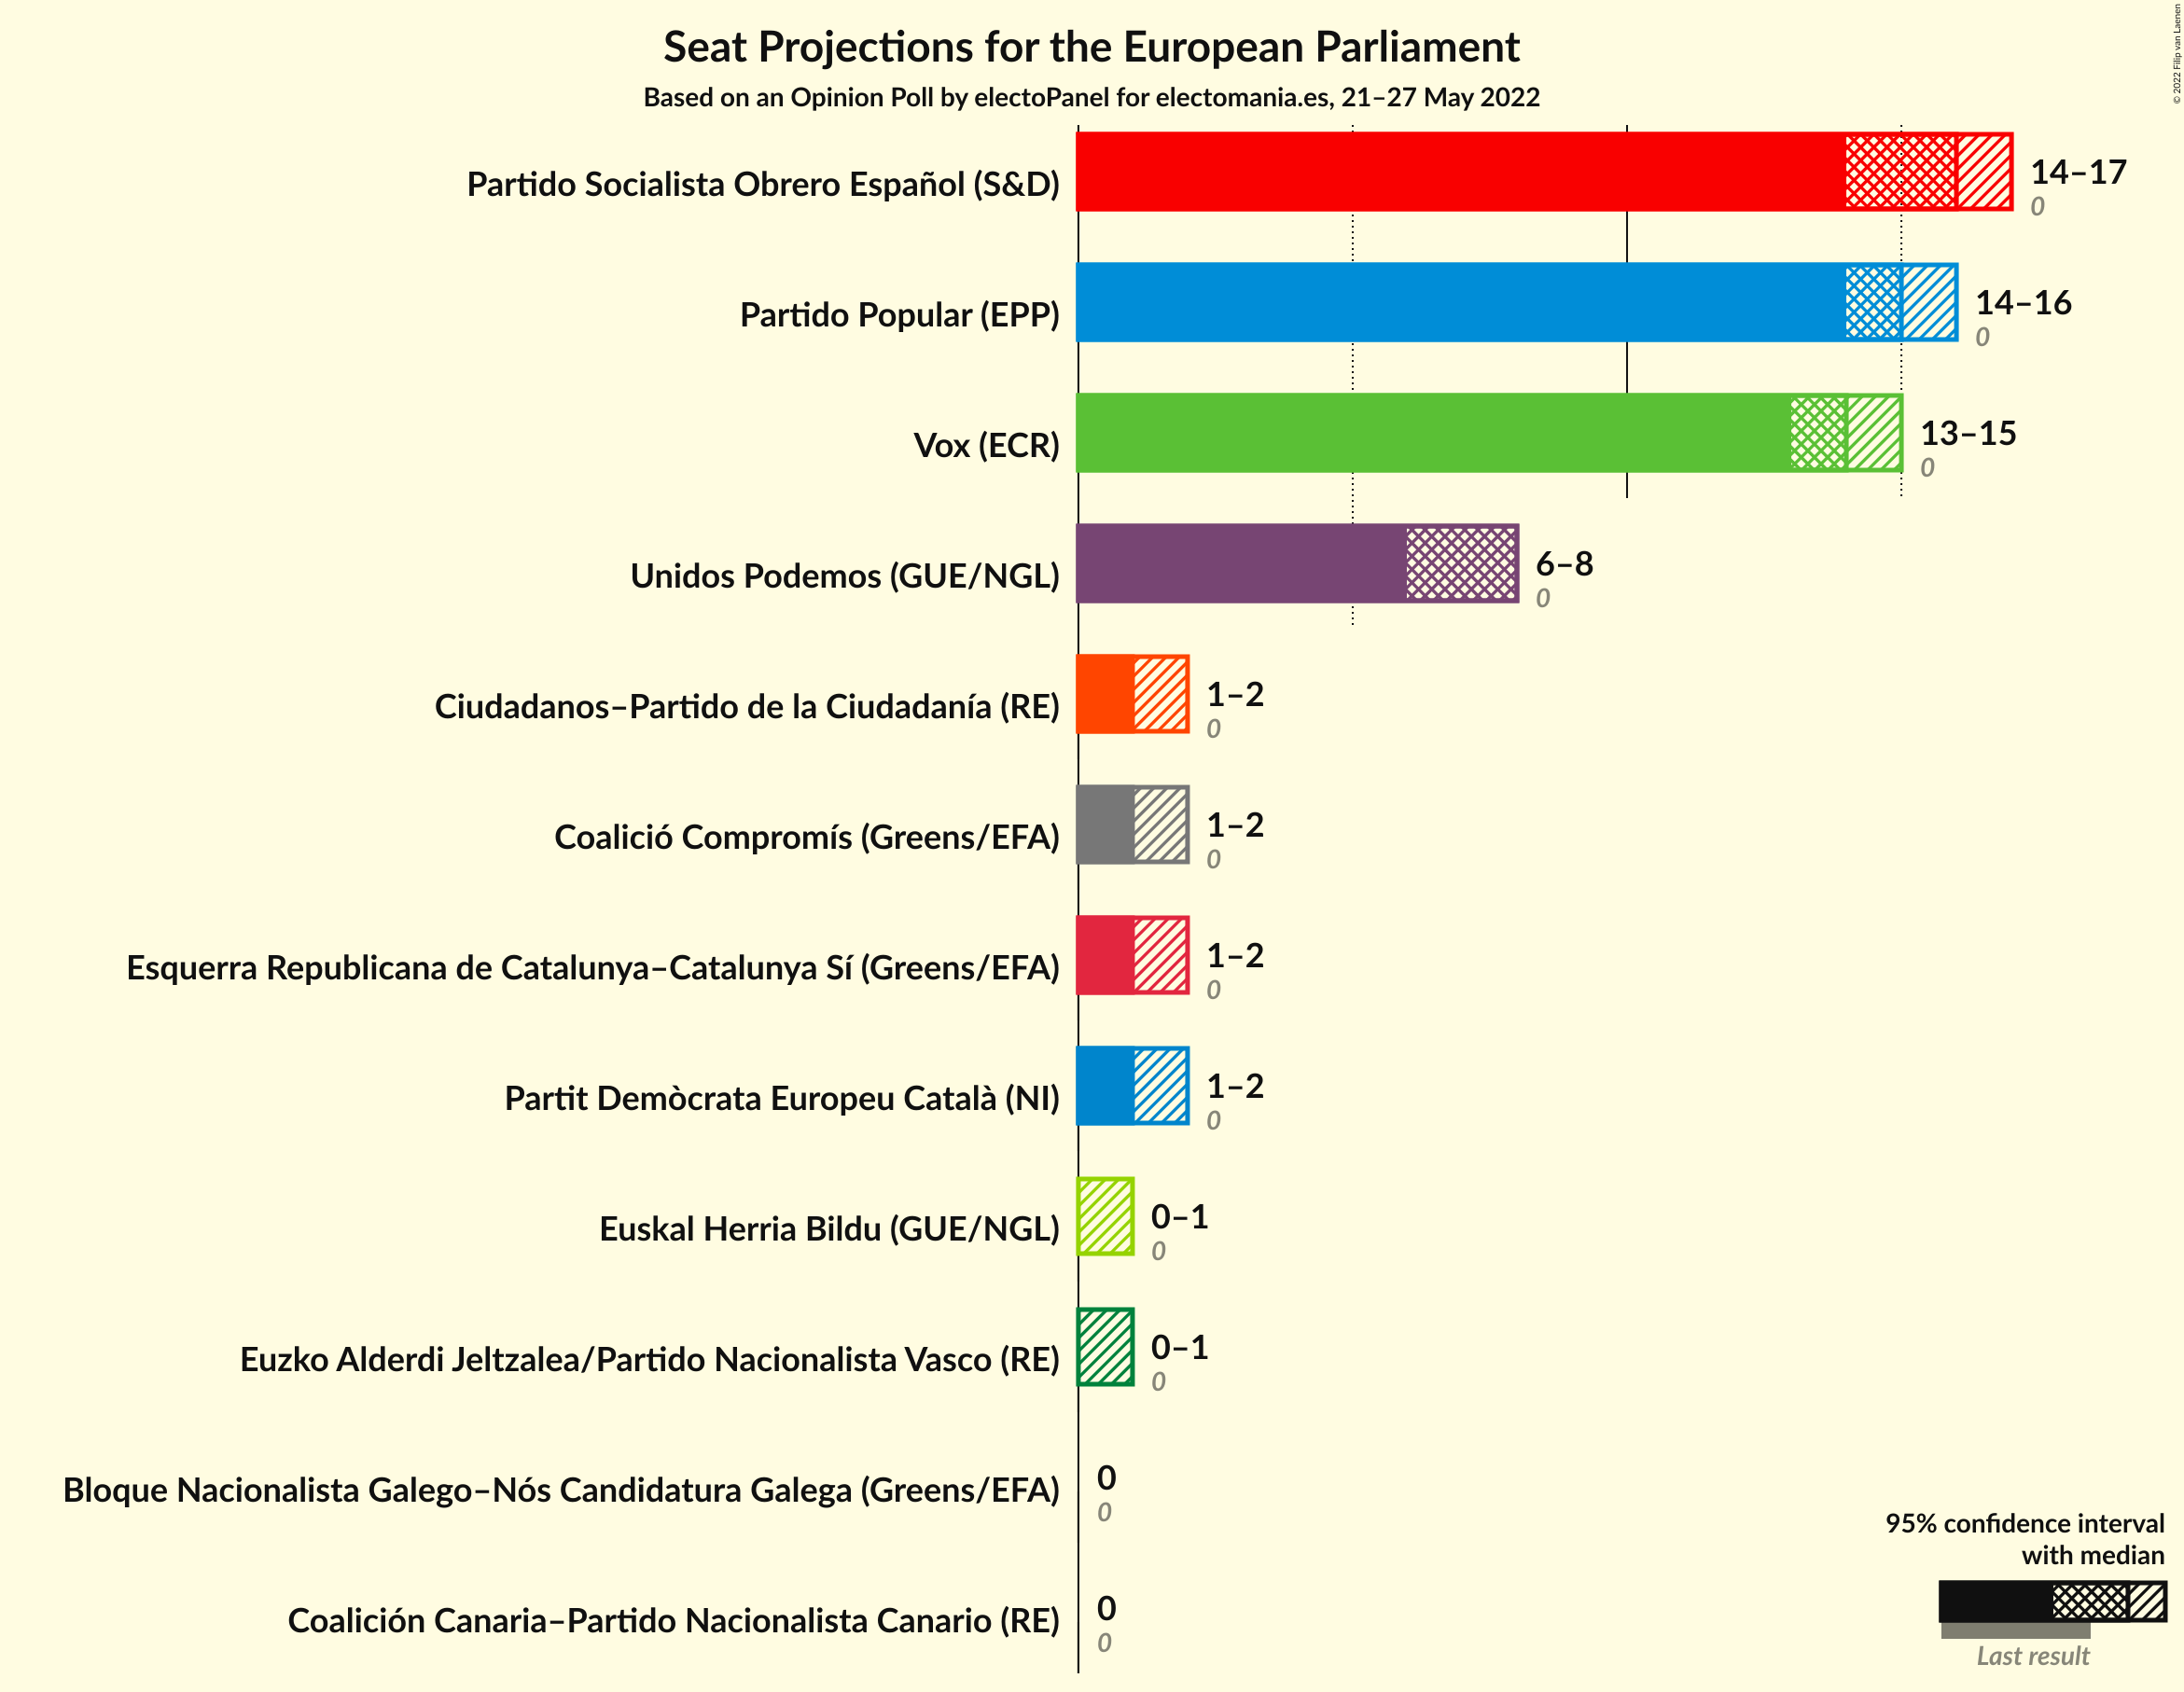 Seat Projections for the European Parliament
Based on an Opinion Poll by electoPanel for electomania.es, 21–27 May 2022
© 2022 Filip van Laenen
Partido Socialista Obrero Español (S&D)
14–17
0
Partido Popular (EPP)
14–16
0
Vox (ECR)
13–15
0
Unidos Podemos (GUE/NGL)
6–8
0
Ciudadanos–Partido de la Ciudadanía (RE)
1–2
0
Coalició Compromís (Greens/EFA)
1–2
0
Esquerra Republicana de Catalunya–Catalunya Sí (Greens/EFA)
1–2
0
Partit Demòcrata Europeu Català (NI)
1–2
0
Euskal Herria Bildu (GUE/NGL)
0–1
0
Euzko Alderdi Jeltzalea/Partido Nacionalista Vasco (RE)
0–1
0
Bloque Nacionalista Galego–Nós Candidatura Galega (Greens/EFA)
0
0
Coalición Canaria–Partido Nacionalista Canario (RE)
0
0
95% confidence interval
with median
Last result